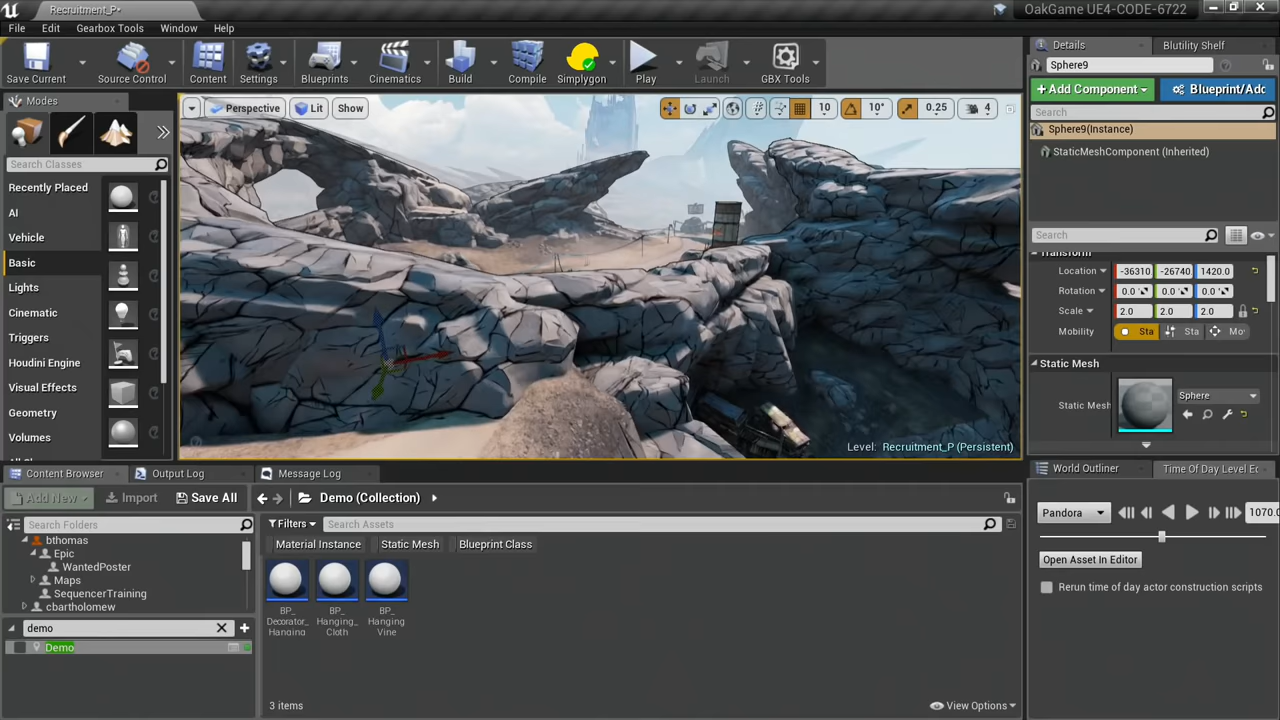 Recruitment_P•
OakGame UE4-CODE-6722
File Edit Gearbox Tools Window Help
Save Current Source Control Content Settings Blueprints Cinematics Build Compile Simplygon Play Launch GBX Tools
Modes
Search Classes
Recently Placed
AI
Vehicle
Basic
Lights
Cinematic
Triggers
Houdini Engine
Visual Effects
Geometry
Volumes
Perspective Lit Show
10 10° 0.25 4
Level: Recruitment_P (Persistent)
Details Blutility Shelf
Sphere9
+Add Component Blueprint/Adc
Search
Sphere9(Instance)
StaticMeshComponent (Inherited)
Search
Transform
Location -36310 -26740 1420.0
Rotation 0.0 ° 0.0 ° 0.0 °
Scale 2.0 2.0 2.0
Mobility Sta Sta Mo
Static Mesh
Static Mesh Sphere
Content Browser Output Log Message Log
Add New Import Save All Demo (Collection)
Search Folders
bthomas
Epic
WantedPoster
Maps
SequencerTraining
cbartholomew
demo
Demo
Filters Search Assets
Material Instance Static Mesh Blueprint Class
BP_
Decorator_
Hanging
BP_
Hanging_
Cloth
BP_
Hanging
Vine
3 items
View Options
World Outliner Time Of Day Level Ec
Pandora 1070.0
Open Asset In Editor
Rerun time of day actor construction scripts